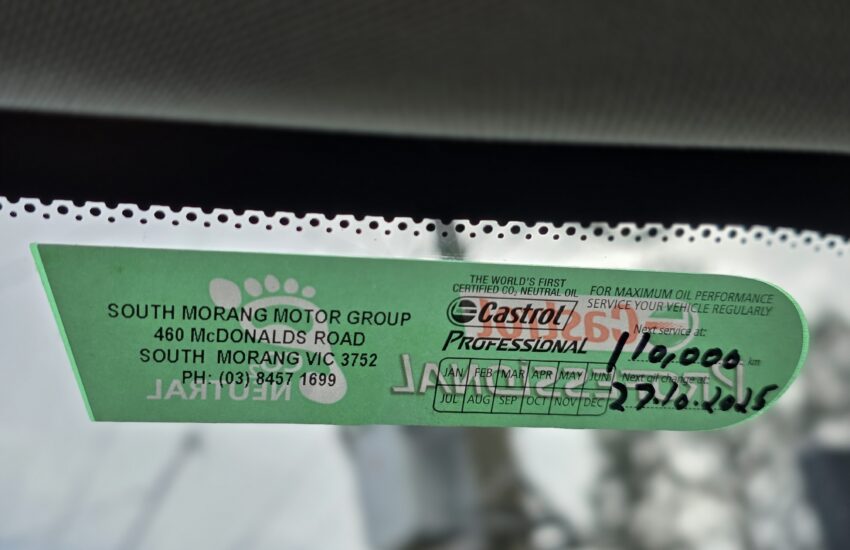 SOUTH MORANG MOTOR GROUP
460 McDONALDS ROAD
SOUTH MORANG VIC 3752
PH: (03) 8457 1699
CO₂
NEUTRAL
THE WORLD'S FIRST
CERTIFIED CO₂ NEUTRAL OIL
Castrol
PROFESSIONAL
JAN FEB MAR APR MAY JUN
JUL AUG SEP OCT NOV DEC
FOR MAXIMUM OIL PERFORMANCE
SERVICE YOUR VEHICLE REGULARLY
Next service at:
110,000 km
Next oil change at:
27.10.2025
Castrol
PROFESSIONAL